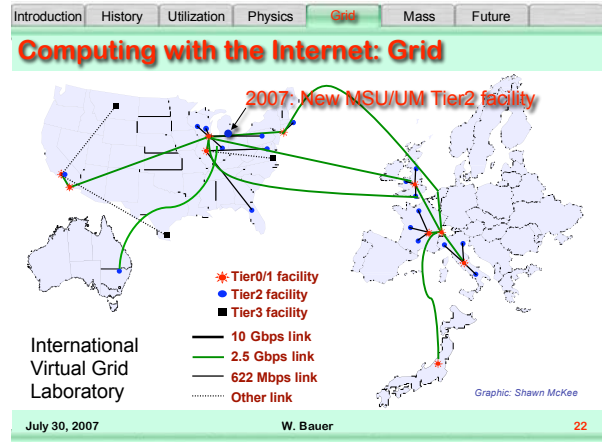 Introduction History Utilization Physics Grid Mass Future
Computing with the Internet: Grid
2007: New MSU/UM Tier2 facility
Tier0/1 facility
Tier2 facility
Tier3 facility
10 Gbps link
2.5 Gbps link
622 Mbps link
Other link
International
Virtual Grid
Laboratory
Graphic: Shawn McKee
July 30, 2007 W. Bauer 22